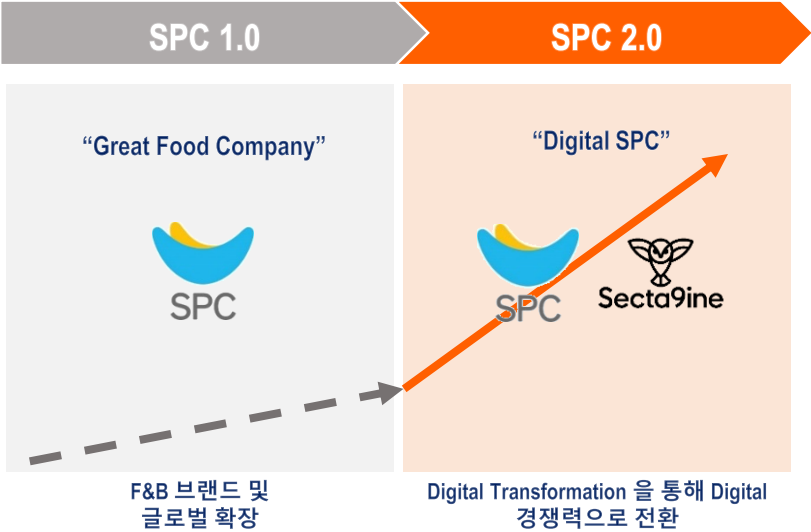 SPC 1.0
SPC 2.0
“Great Food Company”
“Digital SPC”
SPC
SPC
Secta9ine
F&B 브랜드 및
글로벌 확장
Digital Transformation 을 통해 Digital
경쟁력으로 전환